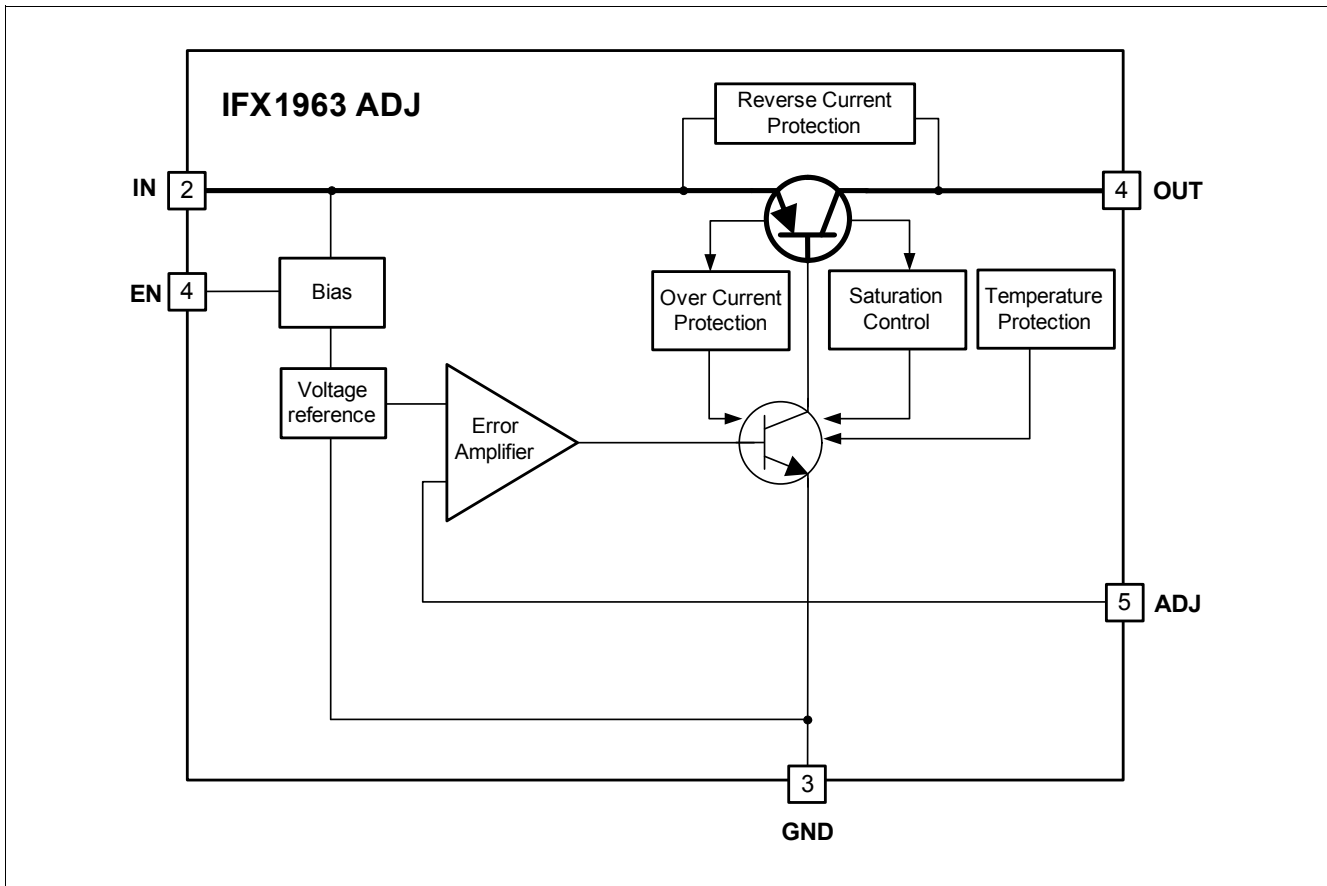 IFX1963 ADJ
Reverse Current
Protection
IN
2
4
OUT
EN
4
Bias
Over Current
Protection
Saturation
Control
Temperature
Protection
Voltage
reference
Error
Amplifier
5
ADJ
3
GND